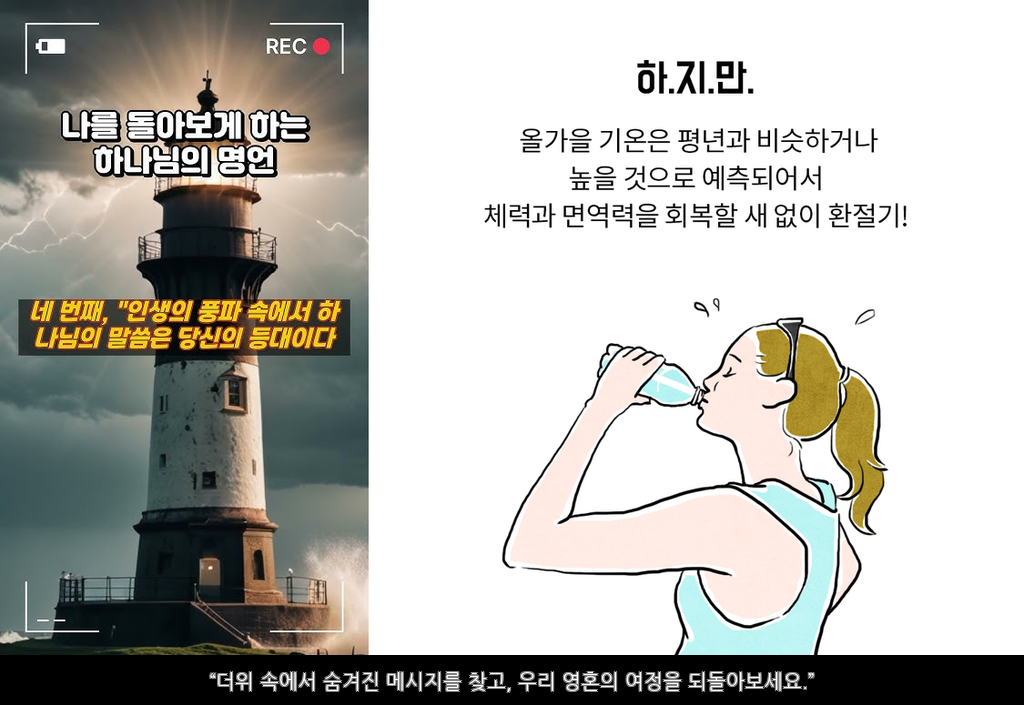 REC
나를 돌아보게 하는
하나님의 명언
네 번째, "인생의 풍파 속에서 하
나님의 말씀은 당신의 등대이다
하.지.만.
올가을 기온은 평년과 비슷하거나
높을 것으로 예측되어서
체력과 면역력을 회복할 새 없이 환절기!
“더위 속에서 숨겨진 메시지를 찾고, 우리 영혼의 여정을 되돌아보세요.”